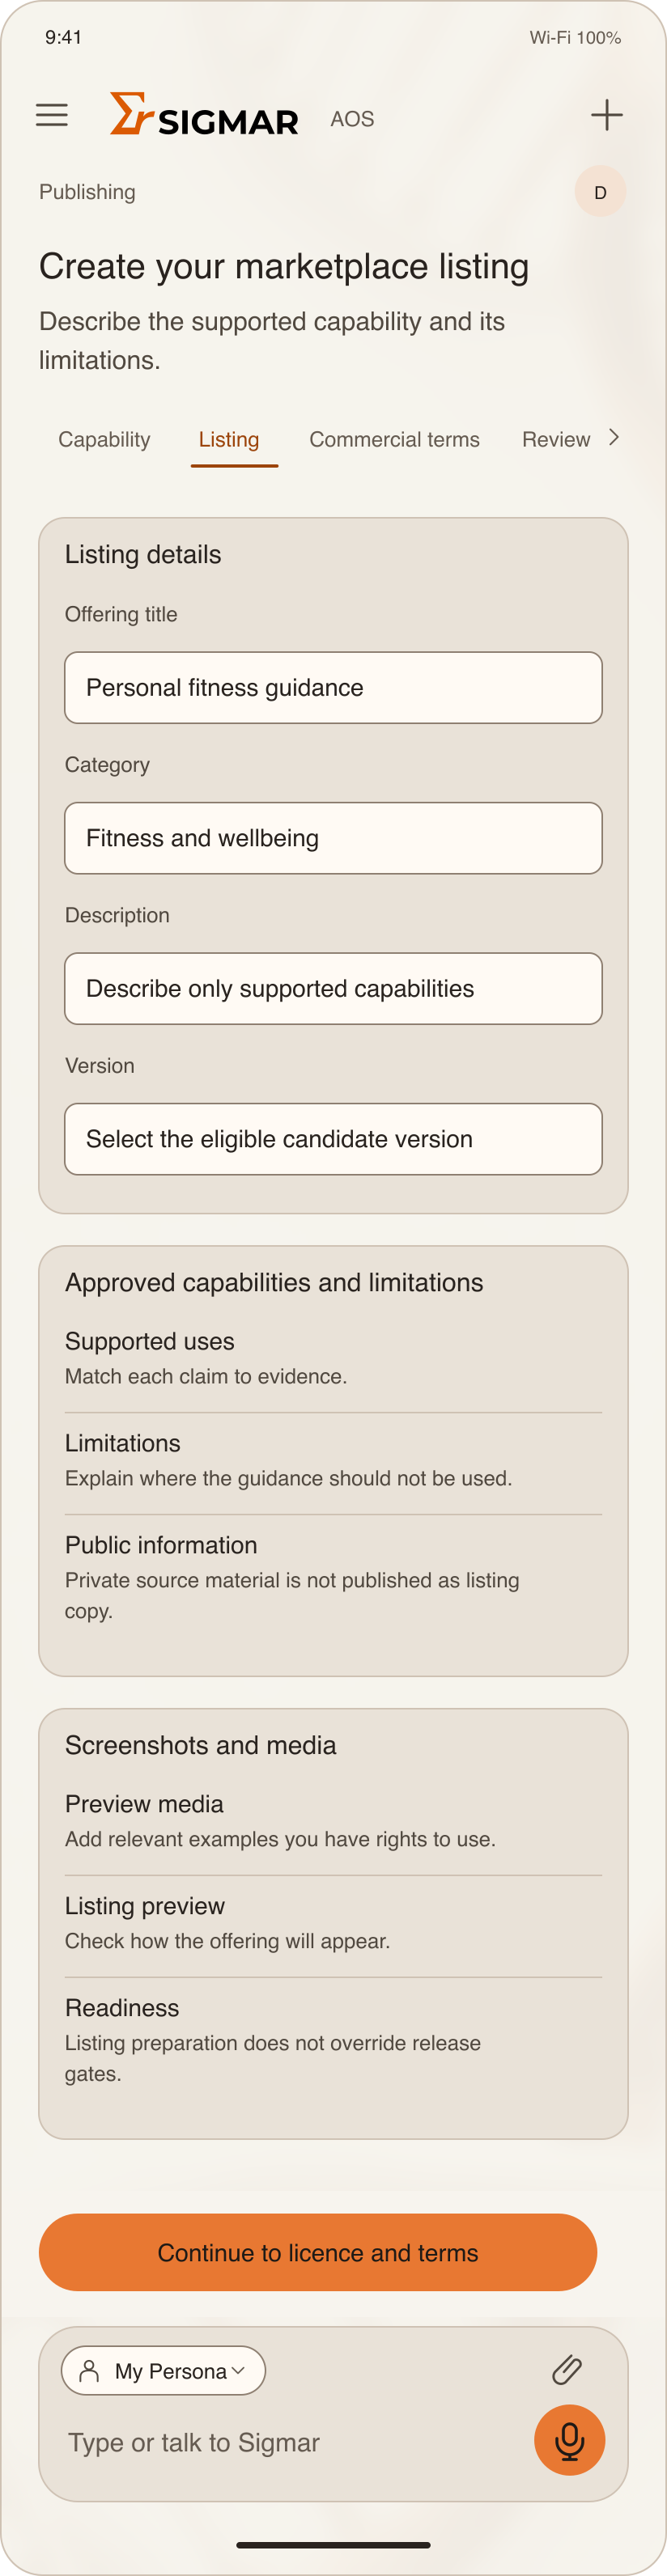 9:41
Wi-Fi 100%
Σr SIGMAR
AOS
Publishing
D
Create your marketplace listing
Describe the supported capability and its
limitations.
Capability
Listing
Commercial terms
Review
Listing details
Offering title
Personal fitness guidance
Category
Fitness and wellbeing
Description
Describe only supported capabilities
Version
Select the eligible candidate version
Approved capabilities and limitations
Supported uses
Match each claim to evidence.
Limitations
Explain where the guidance should not be used.
Public information
Private source material is not published as listing
copy.
Screenshots and media
Preview media
Add relevant examples you have rights to use.
Listing preview
Check how the offering will appear.
Readiness
Listing preparation does not override release
gates.
Continue to licence and terms
My Persona
Type or talk to Sigmar